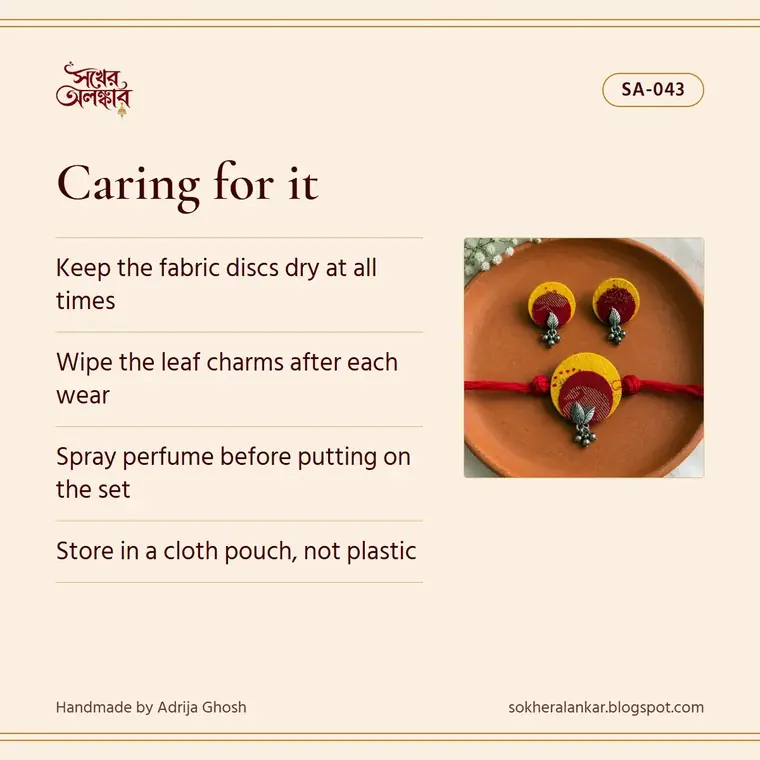 সখের
অলঙ্কার
SA-043
Caring for it
Keep the fabric discs dry at all
times
Wipe the leaf charms after each
wear
Spray perfume before putting on
the set
Store in a cloth pouch, not plastic
Handmade by Adrija Ghosh
sokheralankar.blogspot.com